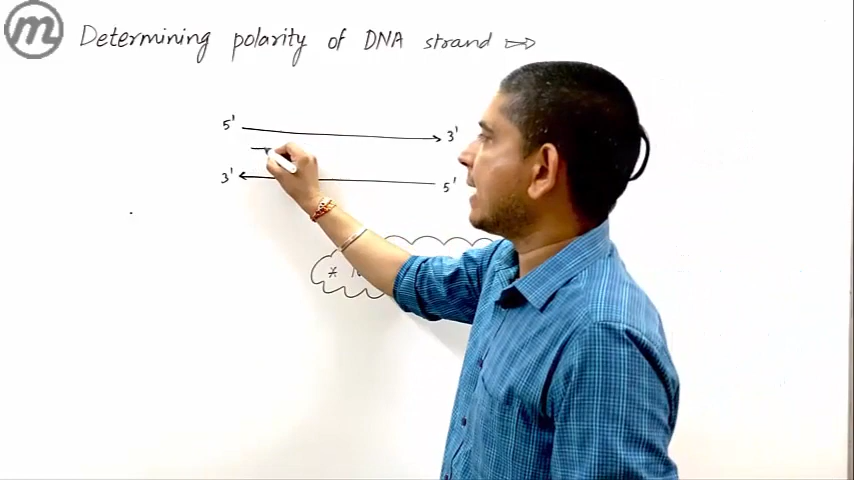 m
Determining polarity of DNA strand ⇒
5' 3'
3' 5'
*